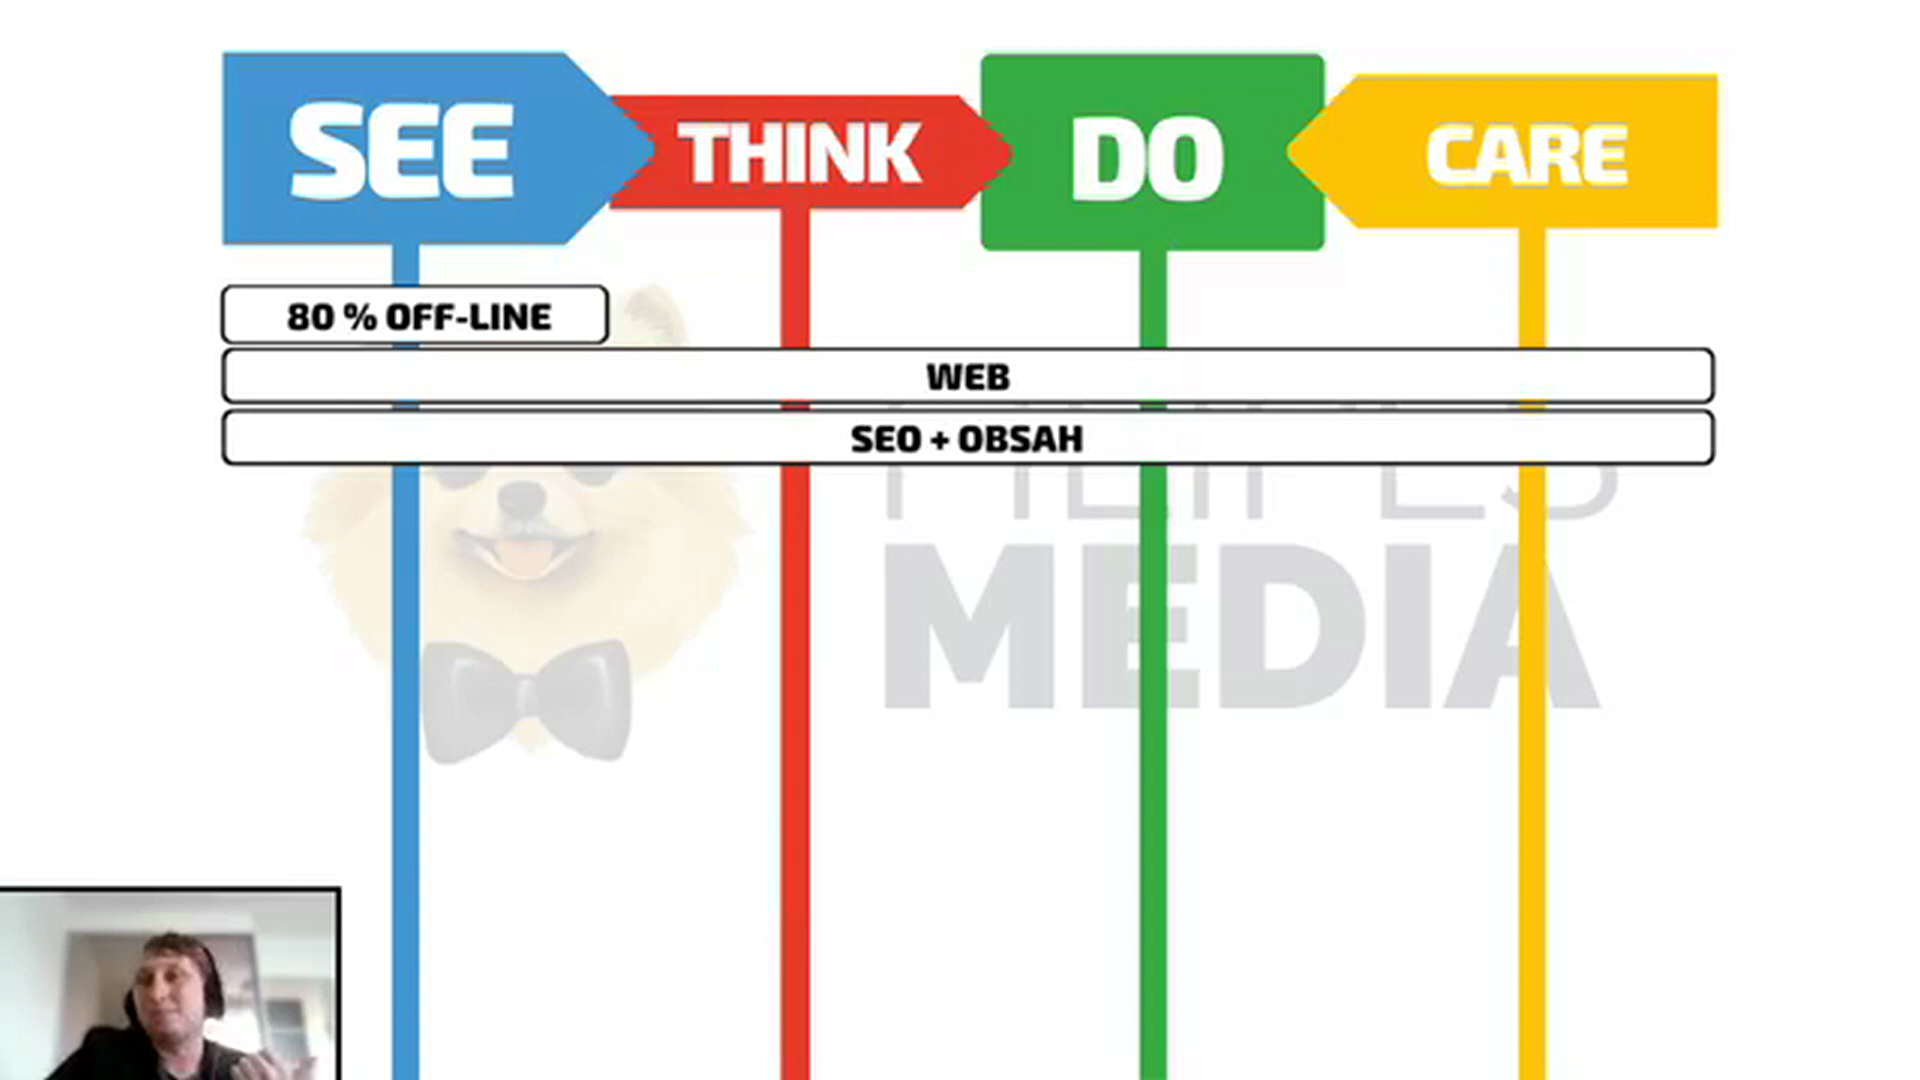 SEE
THINK
DO
CARE
80 % OFF-LINE
WEB
SEO + OBSAH
MEDIA